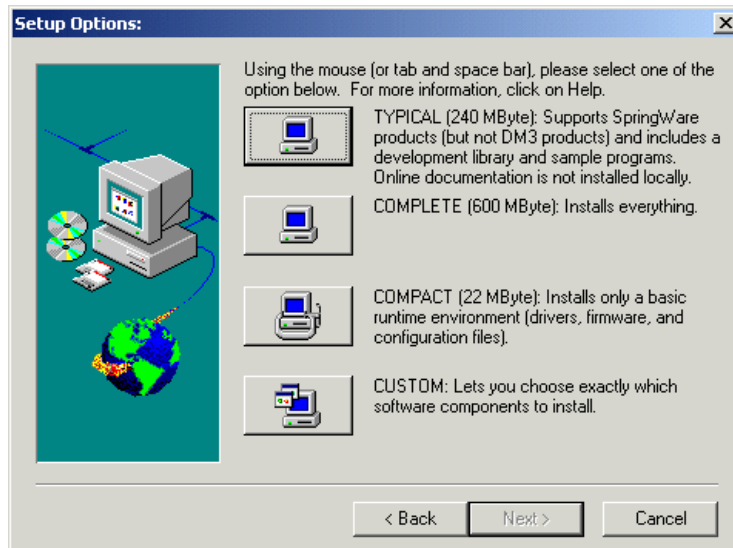 Setup Options:
Using the mouse (or tab and space bar), please select one of the
option below.  For more information, click on Help.
TYPICAL (240 MByte): Supports SpringWare
products (but not DM3 products) and includes a
development library and sample programs.
Online documentation is not installed locally.
COMPLETE (600 MByte): Installs everything.
COMPACT (22 MByte): Installs only a basic
runtime environment (drivers, firmware, and
configuration files).
CUSTOM: Lets you choose exactly which
software components to install.
< Back
Next >
Cancel